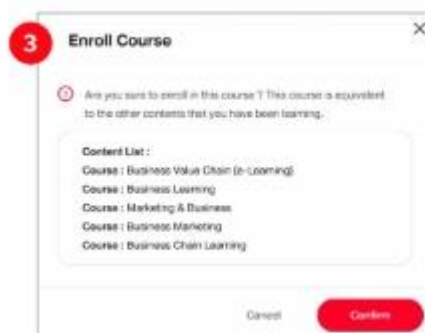 3
Enroll Course
Are you sure to enroll in this course ? This course is equivalent
to the other contents that you have been learning.
Content List :
Course : Business Value Chain (e-Learning)
Course : Business Learning
Course : Marketing & Business
Course : Business Marketing
Course : Business Chain Learning
Cancel
Confirm